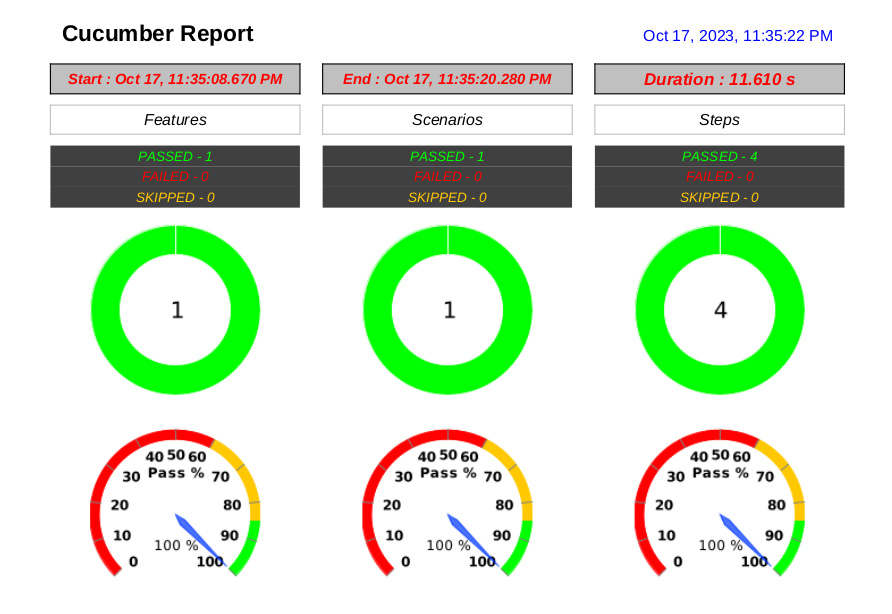 Cucumber Report
Oct 17, 2023, 11:35:22 PM
Start : Oct 17, 11:35:08.670 PM
End : Oct 17, 11:35:20.280 PM
Duration : 11.610 s
Features
Scenarios
Steps
PASSED - 1
FAILED - 0
SKIPPED - 0
PASSED - 1
FAILED - 0
SKIPPED - 0
PASSED - 4
FAILED - 0
SKIPPED - 0
1
1
4
0 10 20 30 40 50 60 70 80 90 100
Pass %
100 %
0 10 20 30 40 50 60 70 80 90 100
Pass %
100 %
0 10 20 30 40 50 60 70 80 90 100
Pass %
100 %